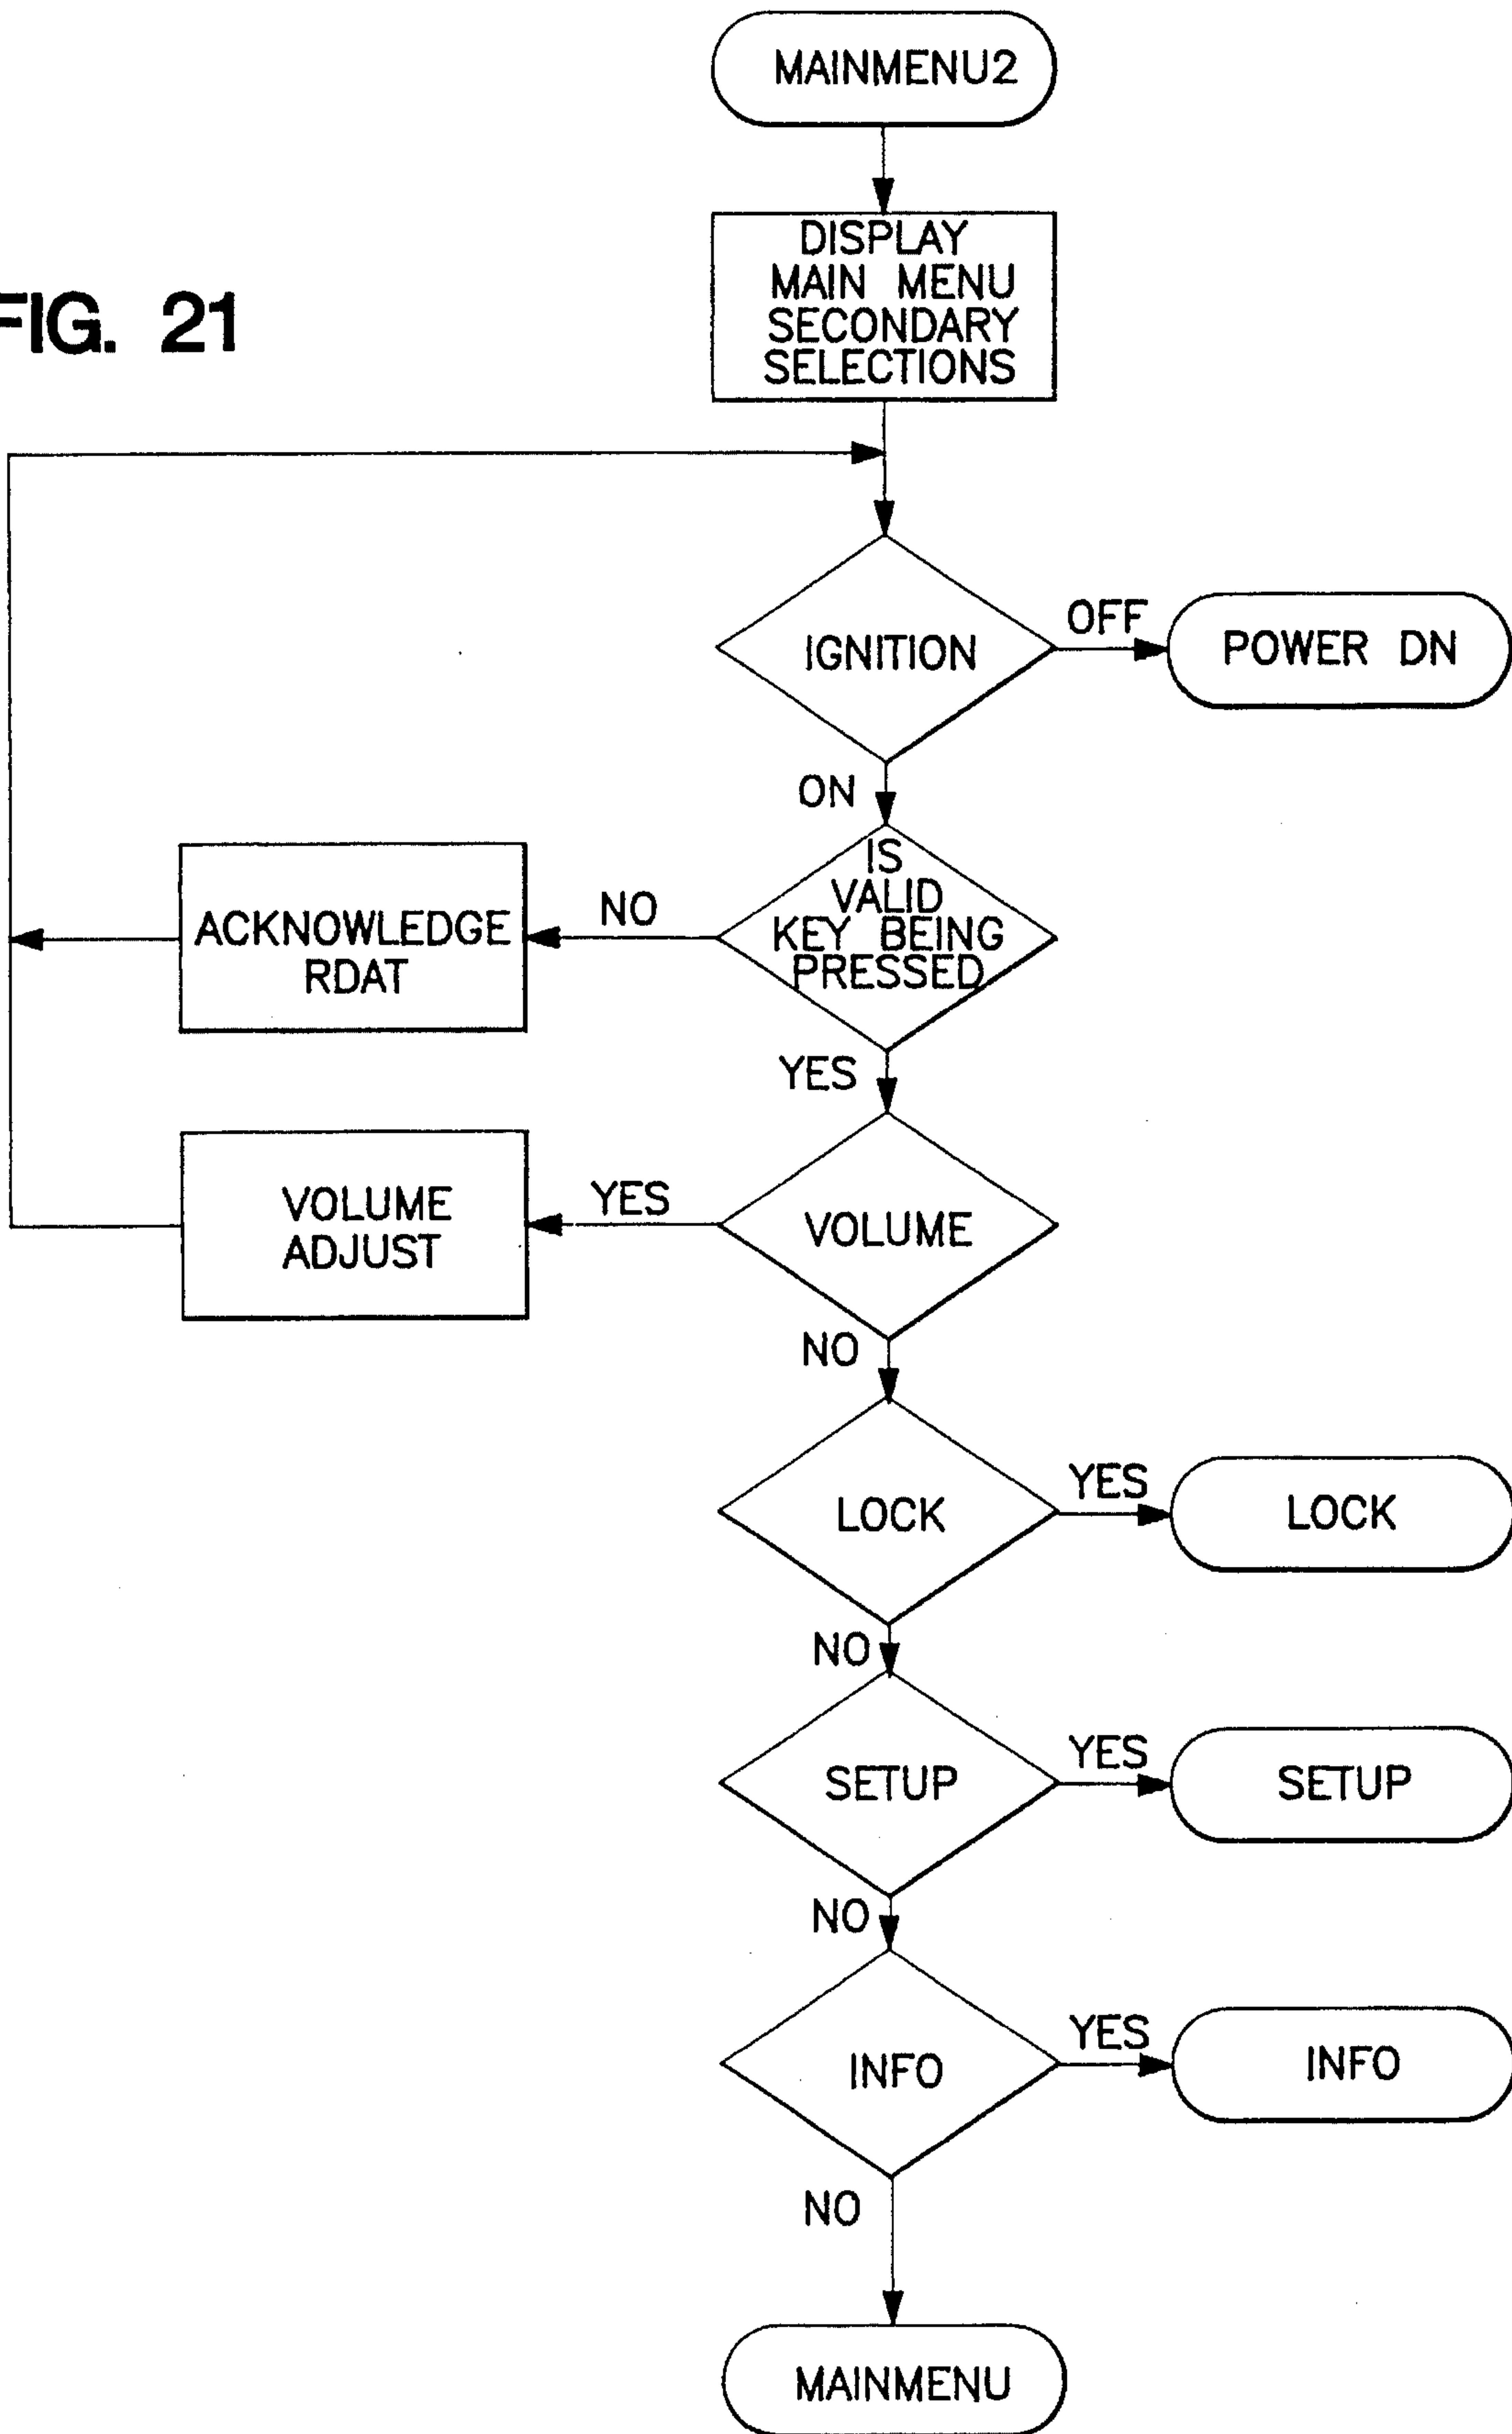 MAINMENU2
DISPLAY
MAIN MENU
SECONDARY
SELECTIONS
FIG. 21
IGNITION
OFF
POWER DN
ON
IS
VALID
KEY BEING
PRESSED
NO
ACKNOWLEDGE
RDAT
YES
VOLUME
YES
VOLUME
ADJUST
NO
LOCK
YES
LOCK
NO
SETUP
YES
SETUP
NO
INFO
YES
INFO
NO
MAINMENU